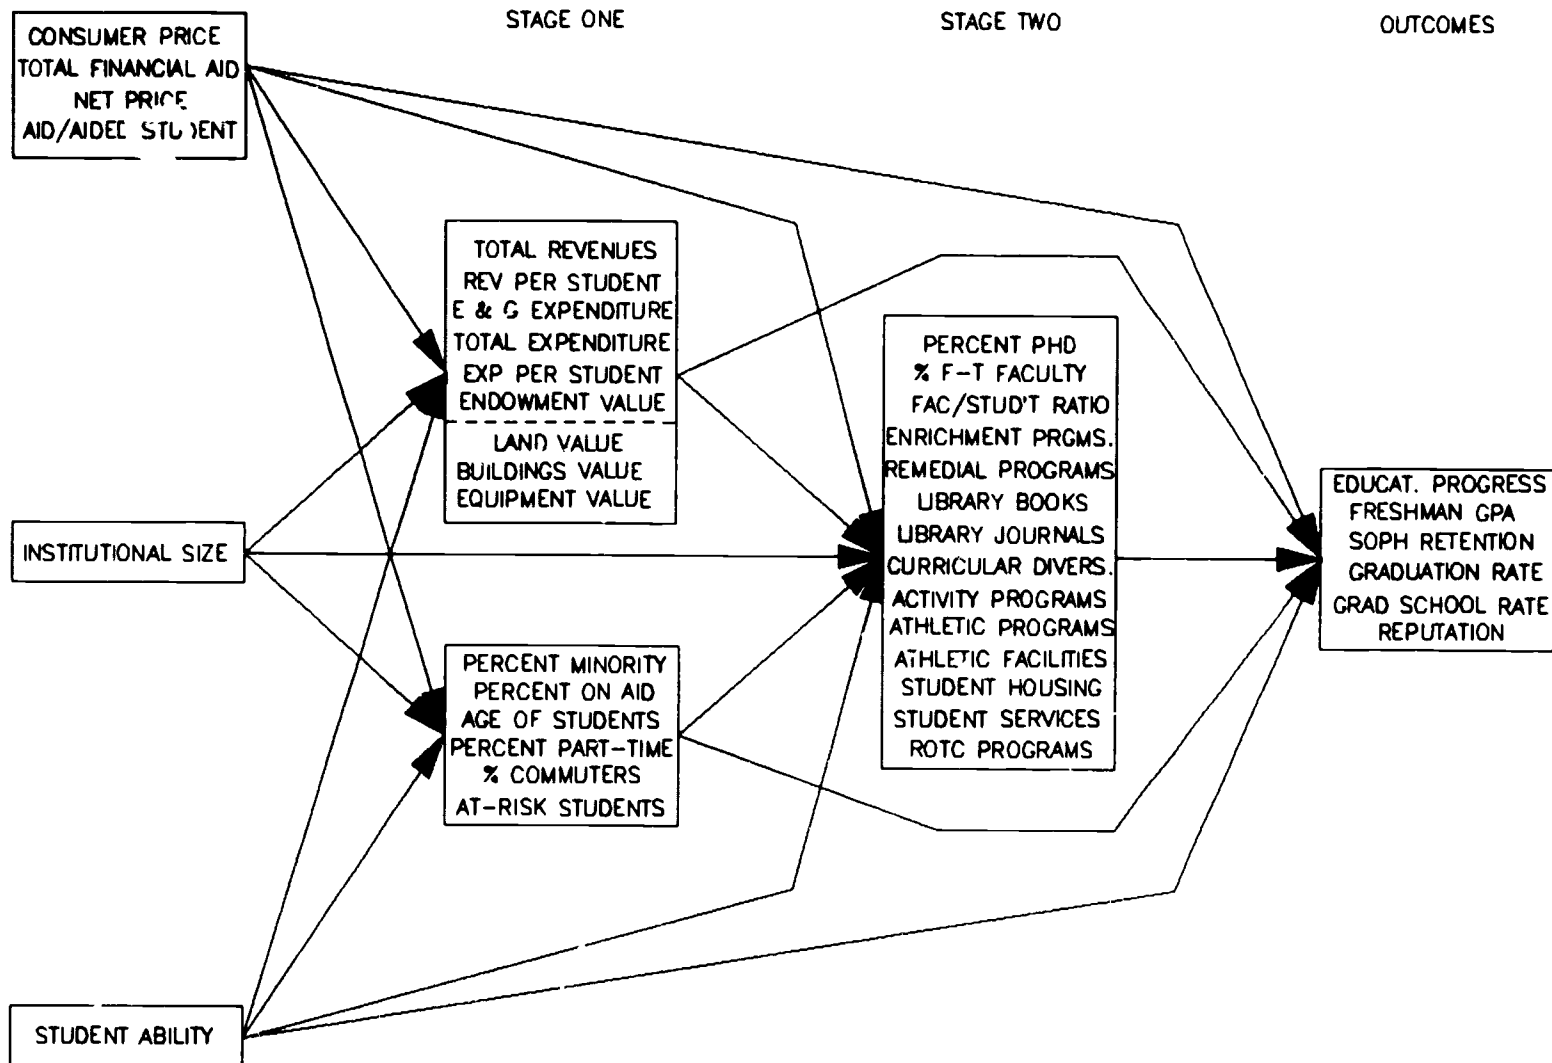 STAGE ONE
STAGE TWO
OUTCOMES
CONSUMER PRICE
TOTAL FINANCIAL AID
NET PRICE
AID/AIDED STUDENT
TOTAL REVENUES
REV PER STUDENT
E & G EXPENDITURE
TOTAL EXPENDITURE
EXP PER STUDENT
ENDOWMENT VALUE
LAND VALUE
BUILDINGS VALUE
EQUIPMENT VALUE
INSTITUTIONAL SIZE
PERCENT MINORITY
PERCENT ON AID
AGE OF STUDENTS
PERCENT PART-TIME
% COMMUTERS
AT-RISK STUDENTS
STUDENT ABILITY
PERCENT PHD
% F-T FACULTY
FAC/STUD'T RATIO
ENRICHMENT PRGMS.
REMEDIAL PROGRAMS
LIBRARY BOOKS
LIBRARY JOURNALS
CURRICULAR DIVERS.
ACTIVITY PROGRAMS
ATHLETIC PROGRAMS
ATHLETIC FACILITIES
STUDENT HOUSING
STUDENT SERVICES
ROTC PROGRAMS
EDUCAT. PROGRESS
FRESHMAN GPA
SOPH RETENTION
GRADUATION RATE
GRAD SCHOOL RATE
REPUTATION